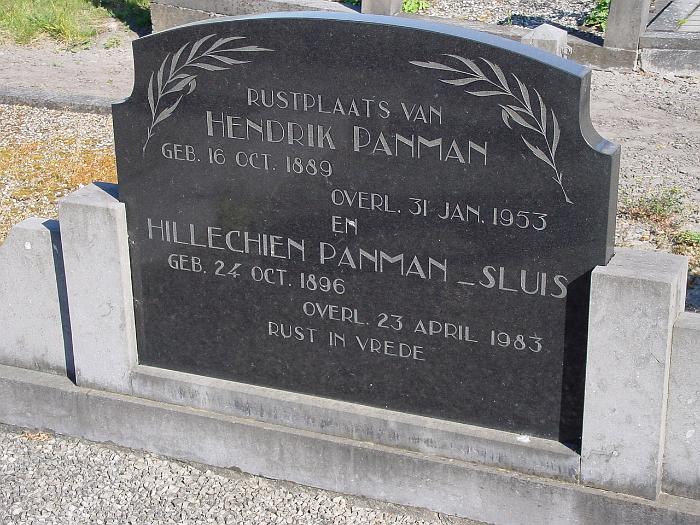 RUSTPLAATS VAN
HENDRIK PANMAN
GEB. 16 OCT. 1889
OVERL. 31 JAN. 1953
EN
HILLECHIEN PANMAN _ SLUIS
GEB. 24 OCT. 1896
OVERL. 23 APRIL 1983
RUST IN VREDE